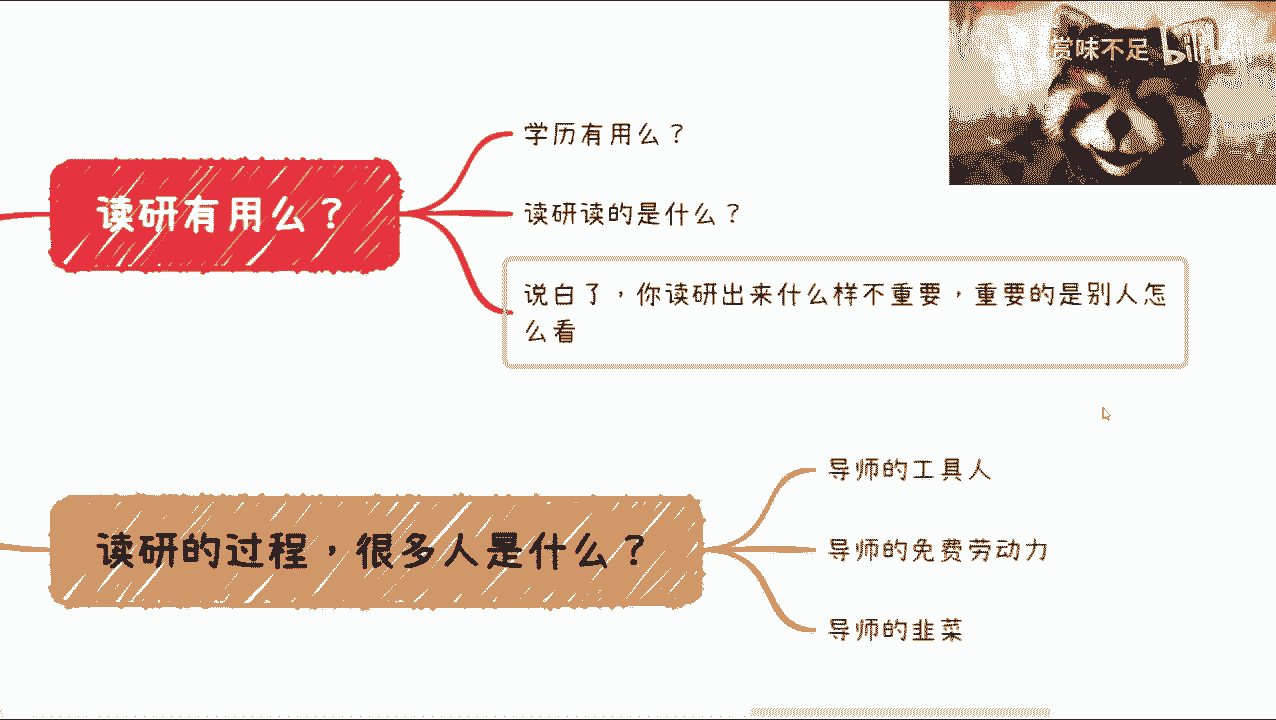 赏味不足 bilibili
学历有用么？
读研有用么？
读研读的是什么？
说白了，你读研出来什么样不重要，重要的是别人怎
么看
导师的工具人
读研的过程，很多人是什么？
导师的免费劳动力
导师的韭菜